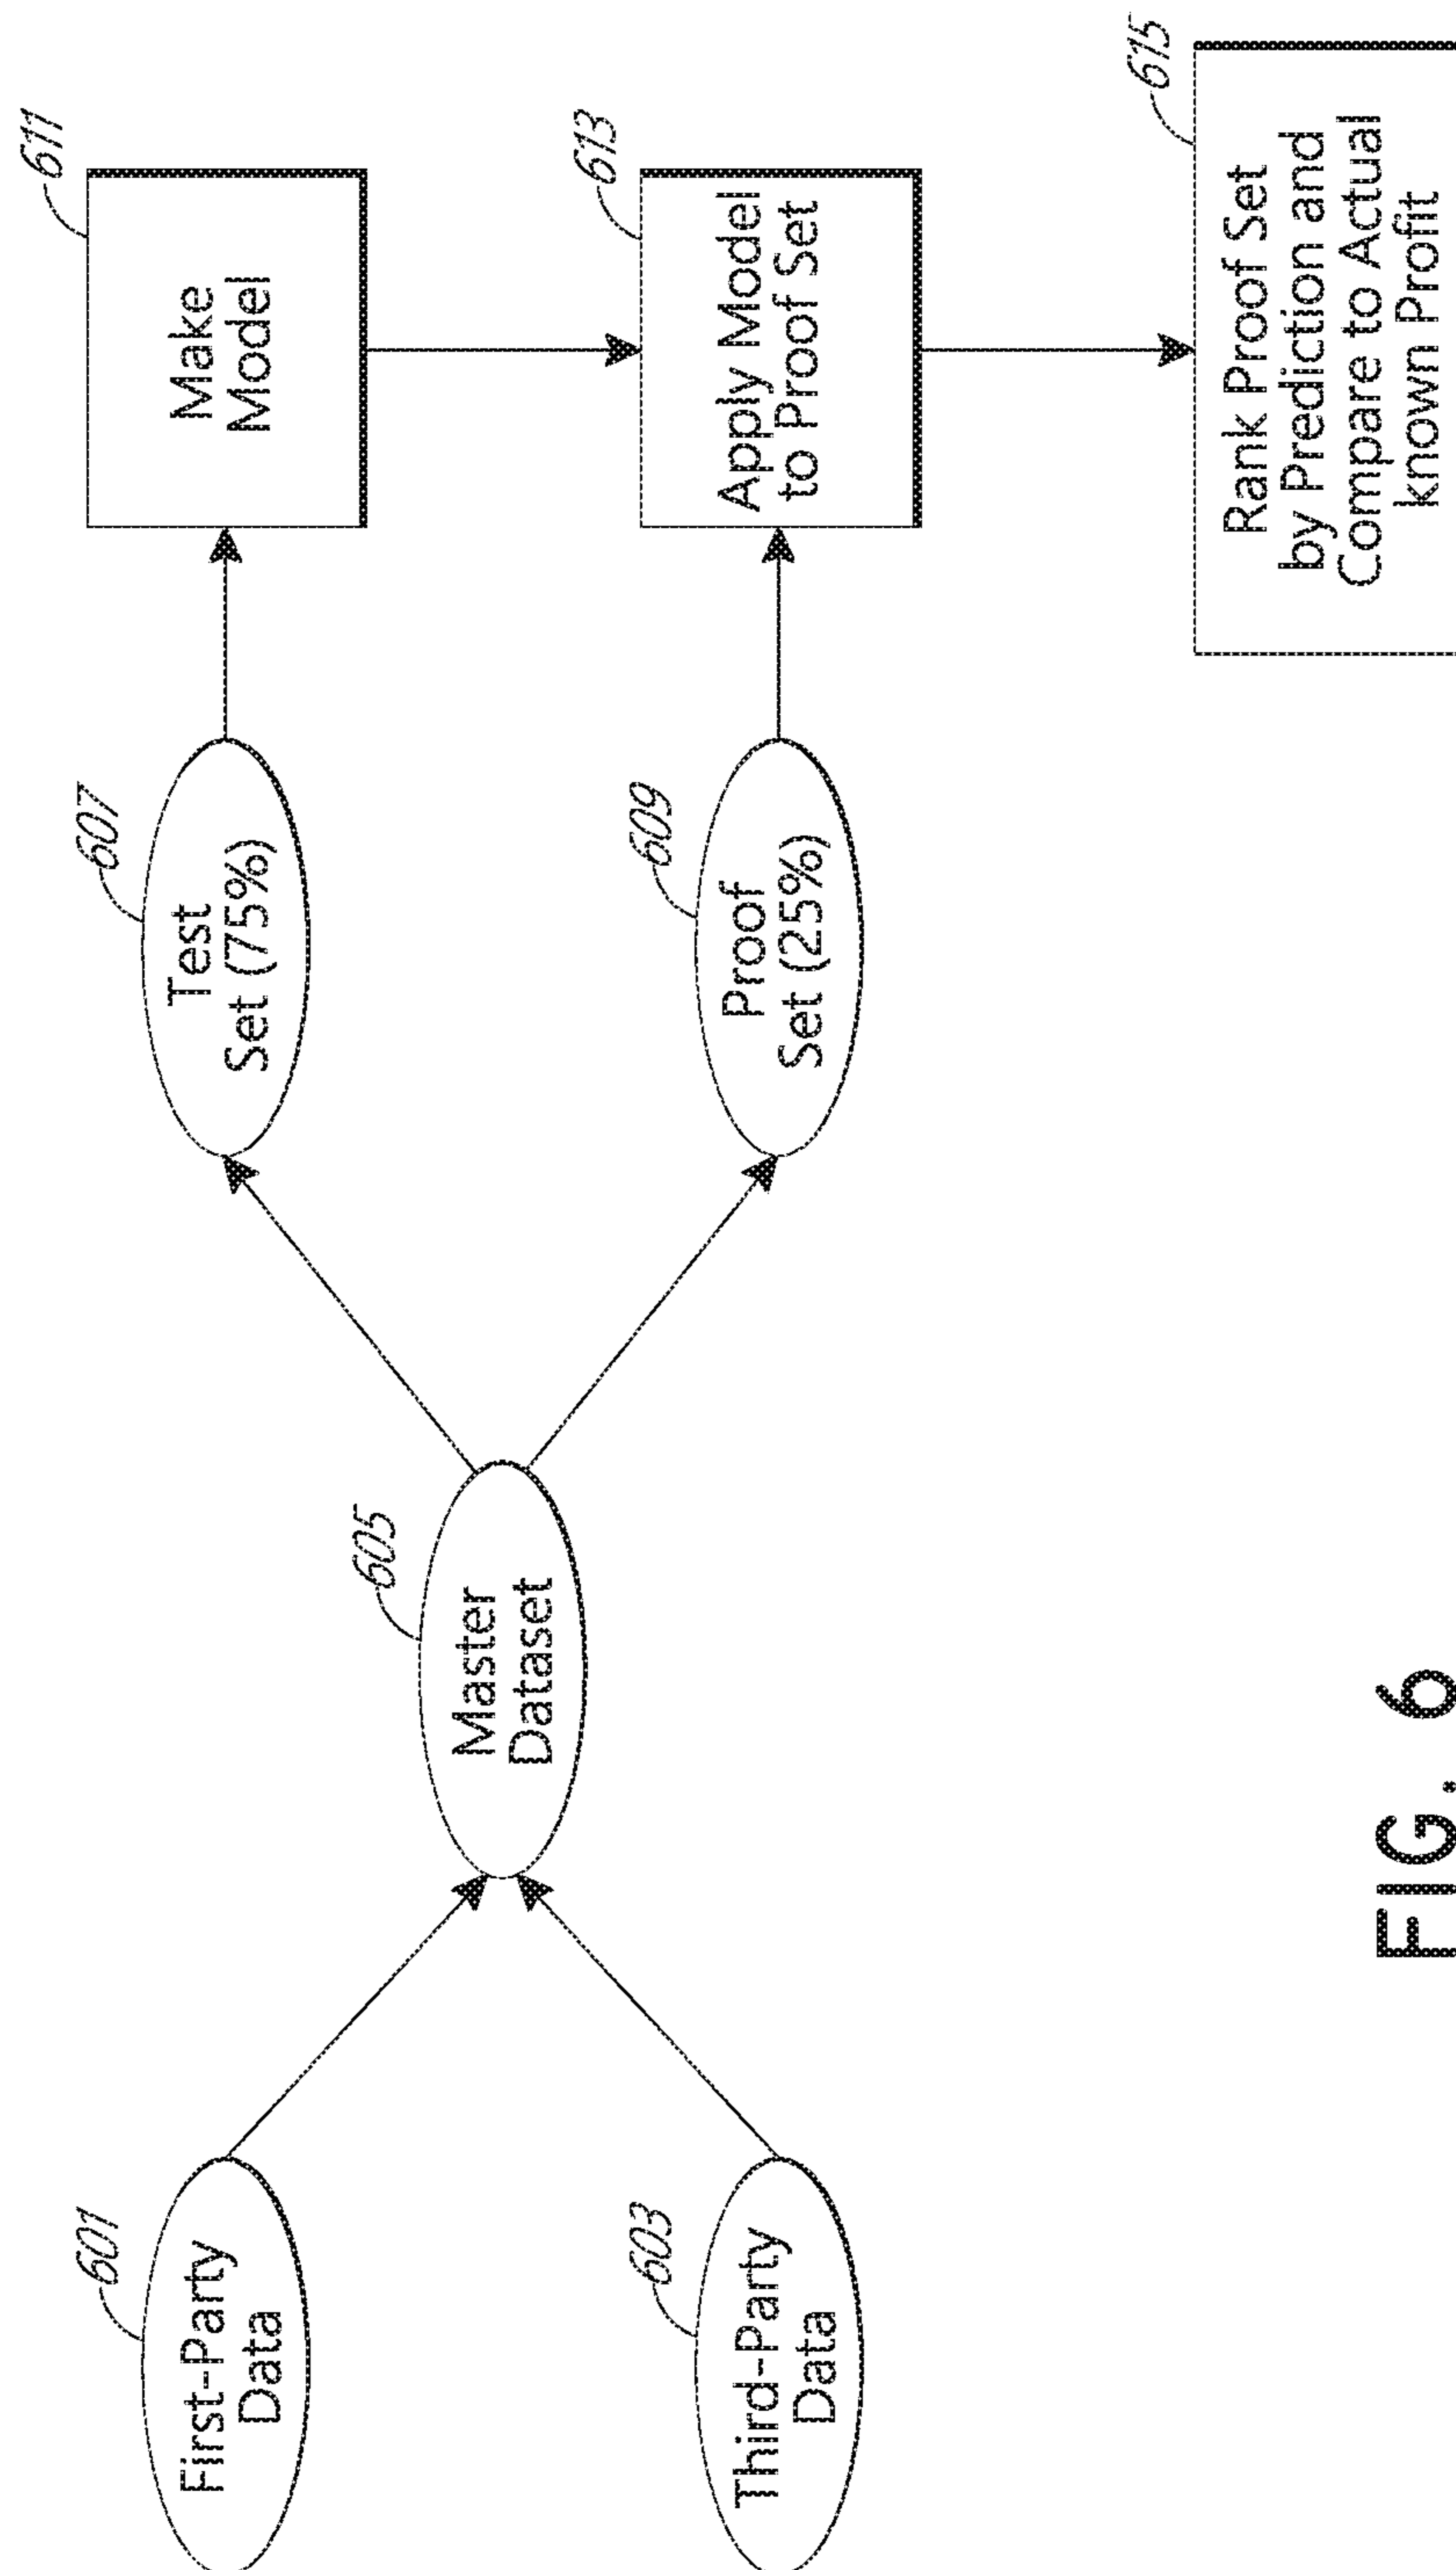 601
First-Party
Data
603
Third-Party
Data
605
Master
Dataset
607
Test
Set (75%)
609
Proof
Set (25%)
611
Make
Model
613
Apply Model
to Proof Set
615
Rank Proof Set
by Prediction and
Compare to Actual
known Profit
FIG. 6